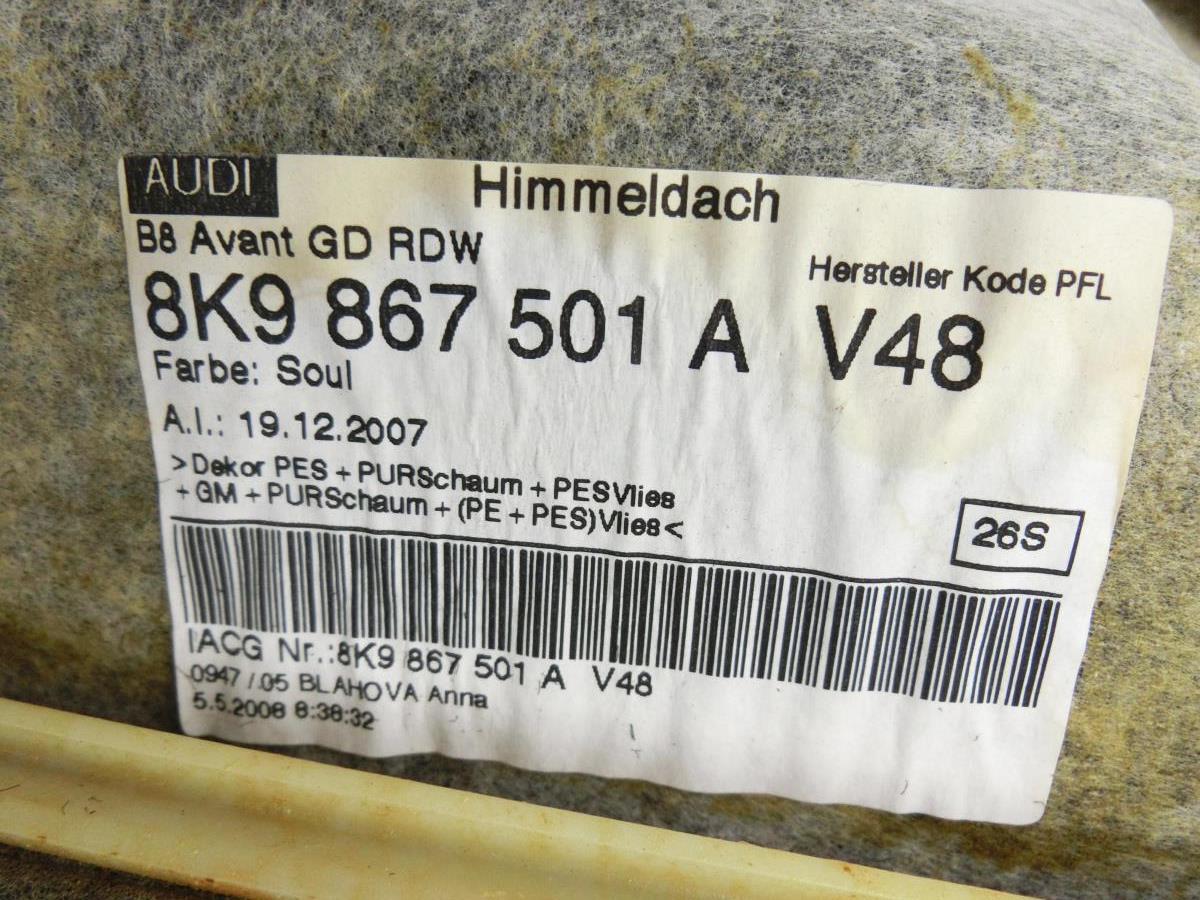 AUDI
Himmeldach
B8 Avant GD RDW
Hersteller Kode PFL
8K9 867 501 A V48
Farbe: Soul
A.I.: 19.12.2007
>Dekor PES + PURSchaum + PESVlies
+ GM + PURSchaum + (PE + PES)Vlies<
26S
IACG Nr.:8K9 867 501 A V48
0947 /.05 BLAHOVA Anna
5.5.2008 8:38:32